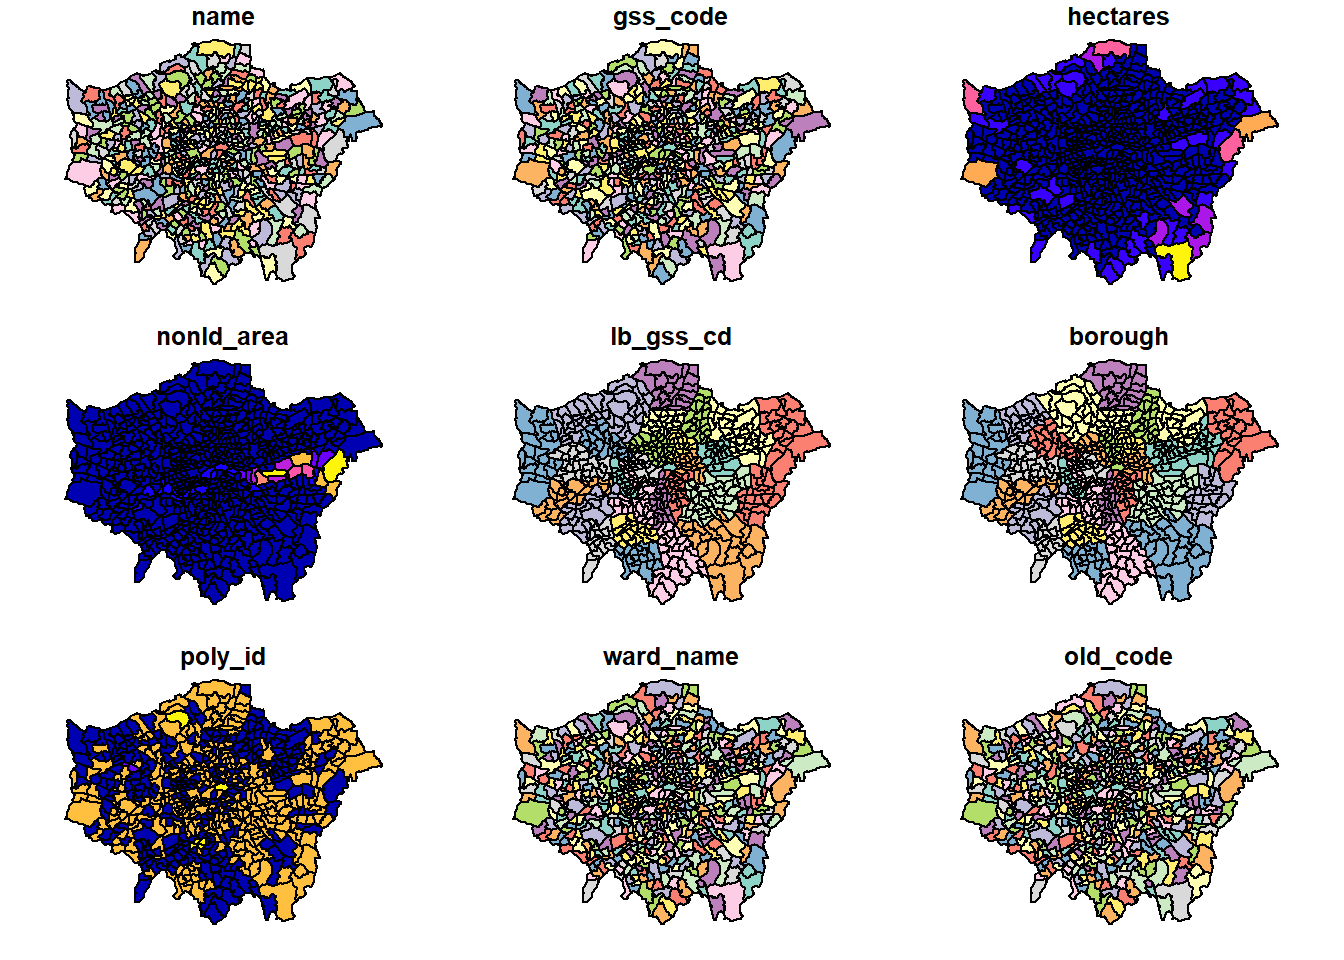 name
gss_code
hectares
nonld_area
lb_gss_cd
borough
poly_id
ward_name
old_code